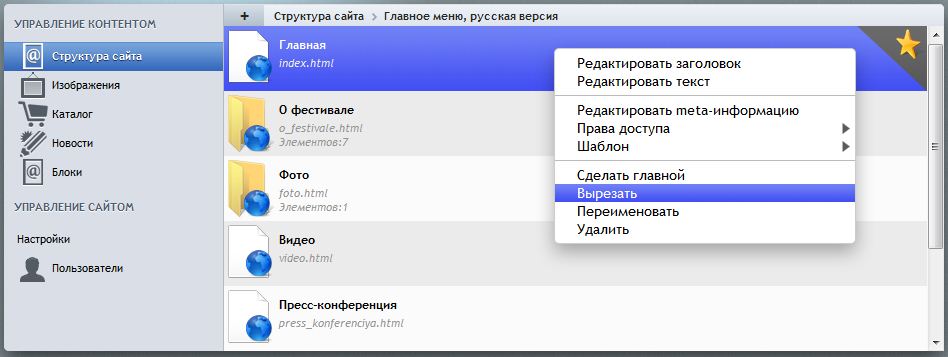 УПРАВЛЕНИЕ КОНТЕНТОМ
Структура сайта
Изображения
Каталог
Новости
Блоки
УПРАВЛЕНИЕ САЙТОМ
Настройки
Пользователи
+ Структура сайта > Главное меню, русская версия
Главная
index.html
О фестивале
o_festivale.html
Элементов:7
Фото
foto.html
Элементов:1
Видео
video.html
Пресс-конференция
press_konferenciya.html
Редактировать заголовок
Редактировать текст
Редактировать meta-информацию
Права доступа
Шаблон
Сделать главной
Вырезать
Переименовать
Удалить